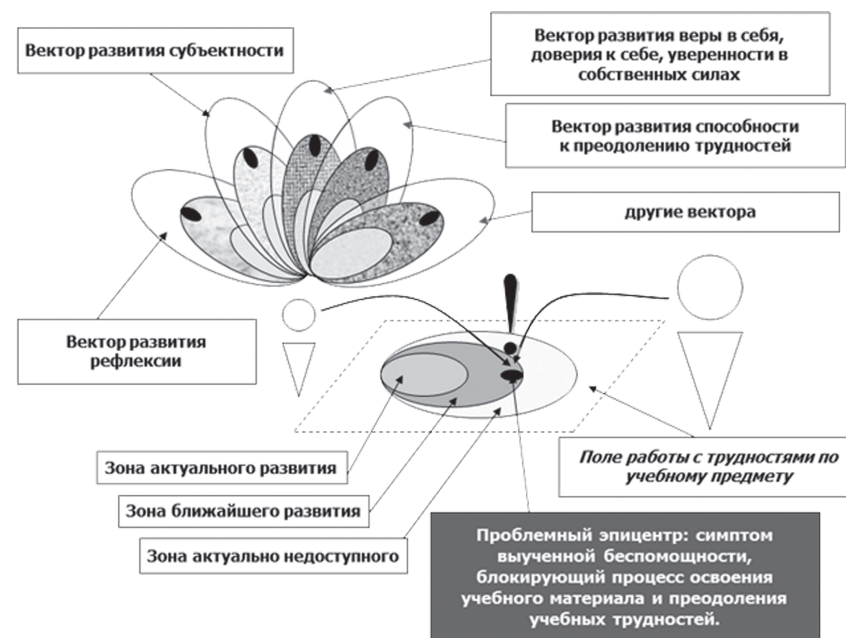 Вектор развития субъектности
Вектор развития веры в себя,
доверия к себе, уверенности в
собственных силах
Вектор развития способности
к преодолению трудностей
другие вектора
Вектор развития
рефлексии
Зона актуального развития
Зона ближайшего развития
Зона актуально недоступного
Поле работы с трудностями по
учебному предмету
Проблемный эпицентр: симптом
выученной беспомощности,
блокирующий процесс освоения
учебного материала и преодоления
учебных трудностей.